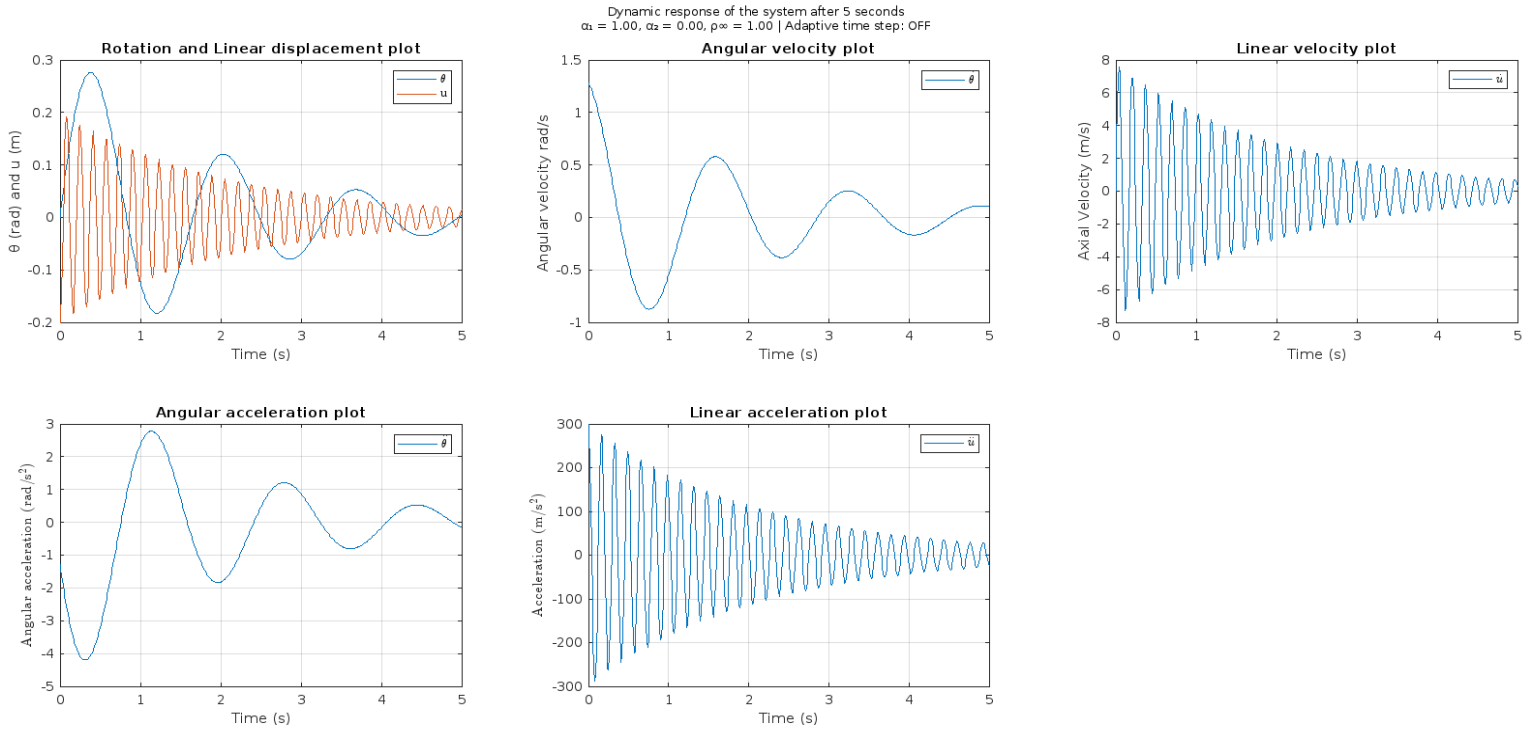 Dynamic response of the system after 5 seconds
α₁ = 1.00, α₂ = 0.00, ρ∞ = 1.00 | Adaptive time step: OFF
Rotation and Linear displacement plot
θ (rad) and u (m)
0.3
0.2
0.1
0
-0.1
-0.2
0 1 2 3 4 5
Time (s)
θ
u
Angular velocity plot
Angular velocity rad/s
1.5
1
0.5
0
-0.5
-1
0 1 2 3 4 5
Time (s)
θ̇
Linear velocity plot
Axial Velocity (m/s)
8
6
4
2
0
-2
-4
-6
-8
0 1 2 3 4 5
Time (s)
u̇
Angular acceleration plot
Angular acceleration (rad/s²)
3
2
1
0
-1
-2
-3
-4
-5
0 1 2 3 4 5
Time (s)
θ̈
Linear acceleration plot
Acceleration (m/s²)
300
200
100
0
-100
-200
-300
0 1 2 3 4 5
Time (s)
ü